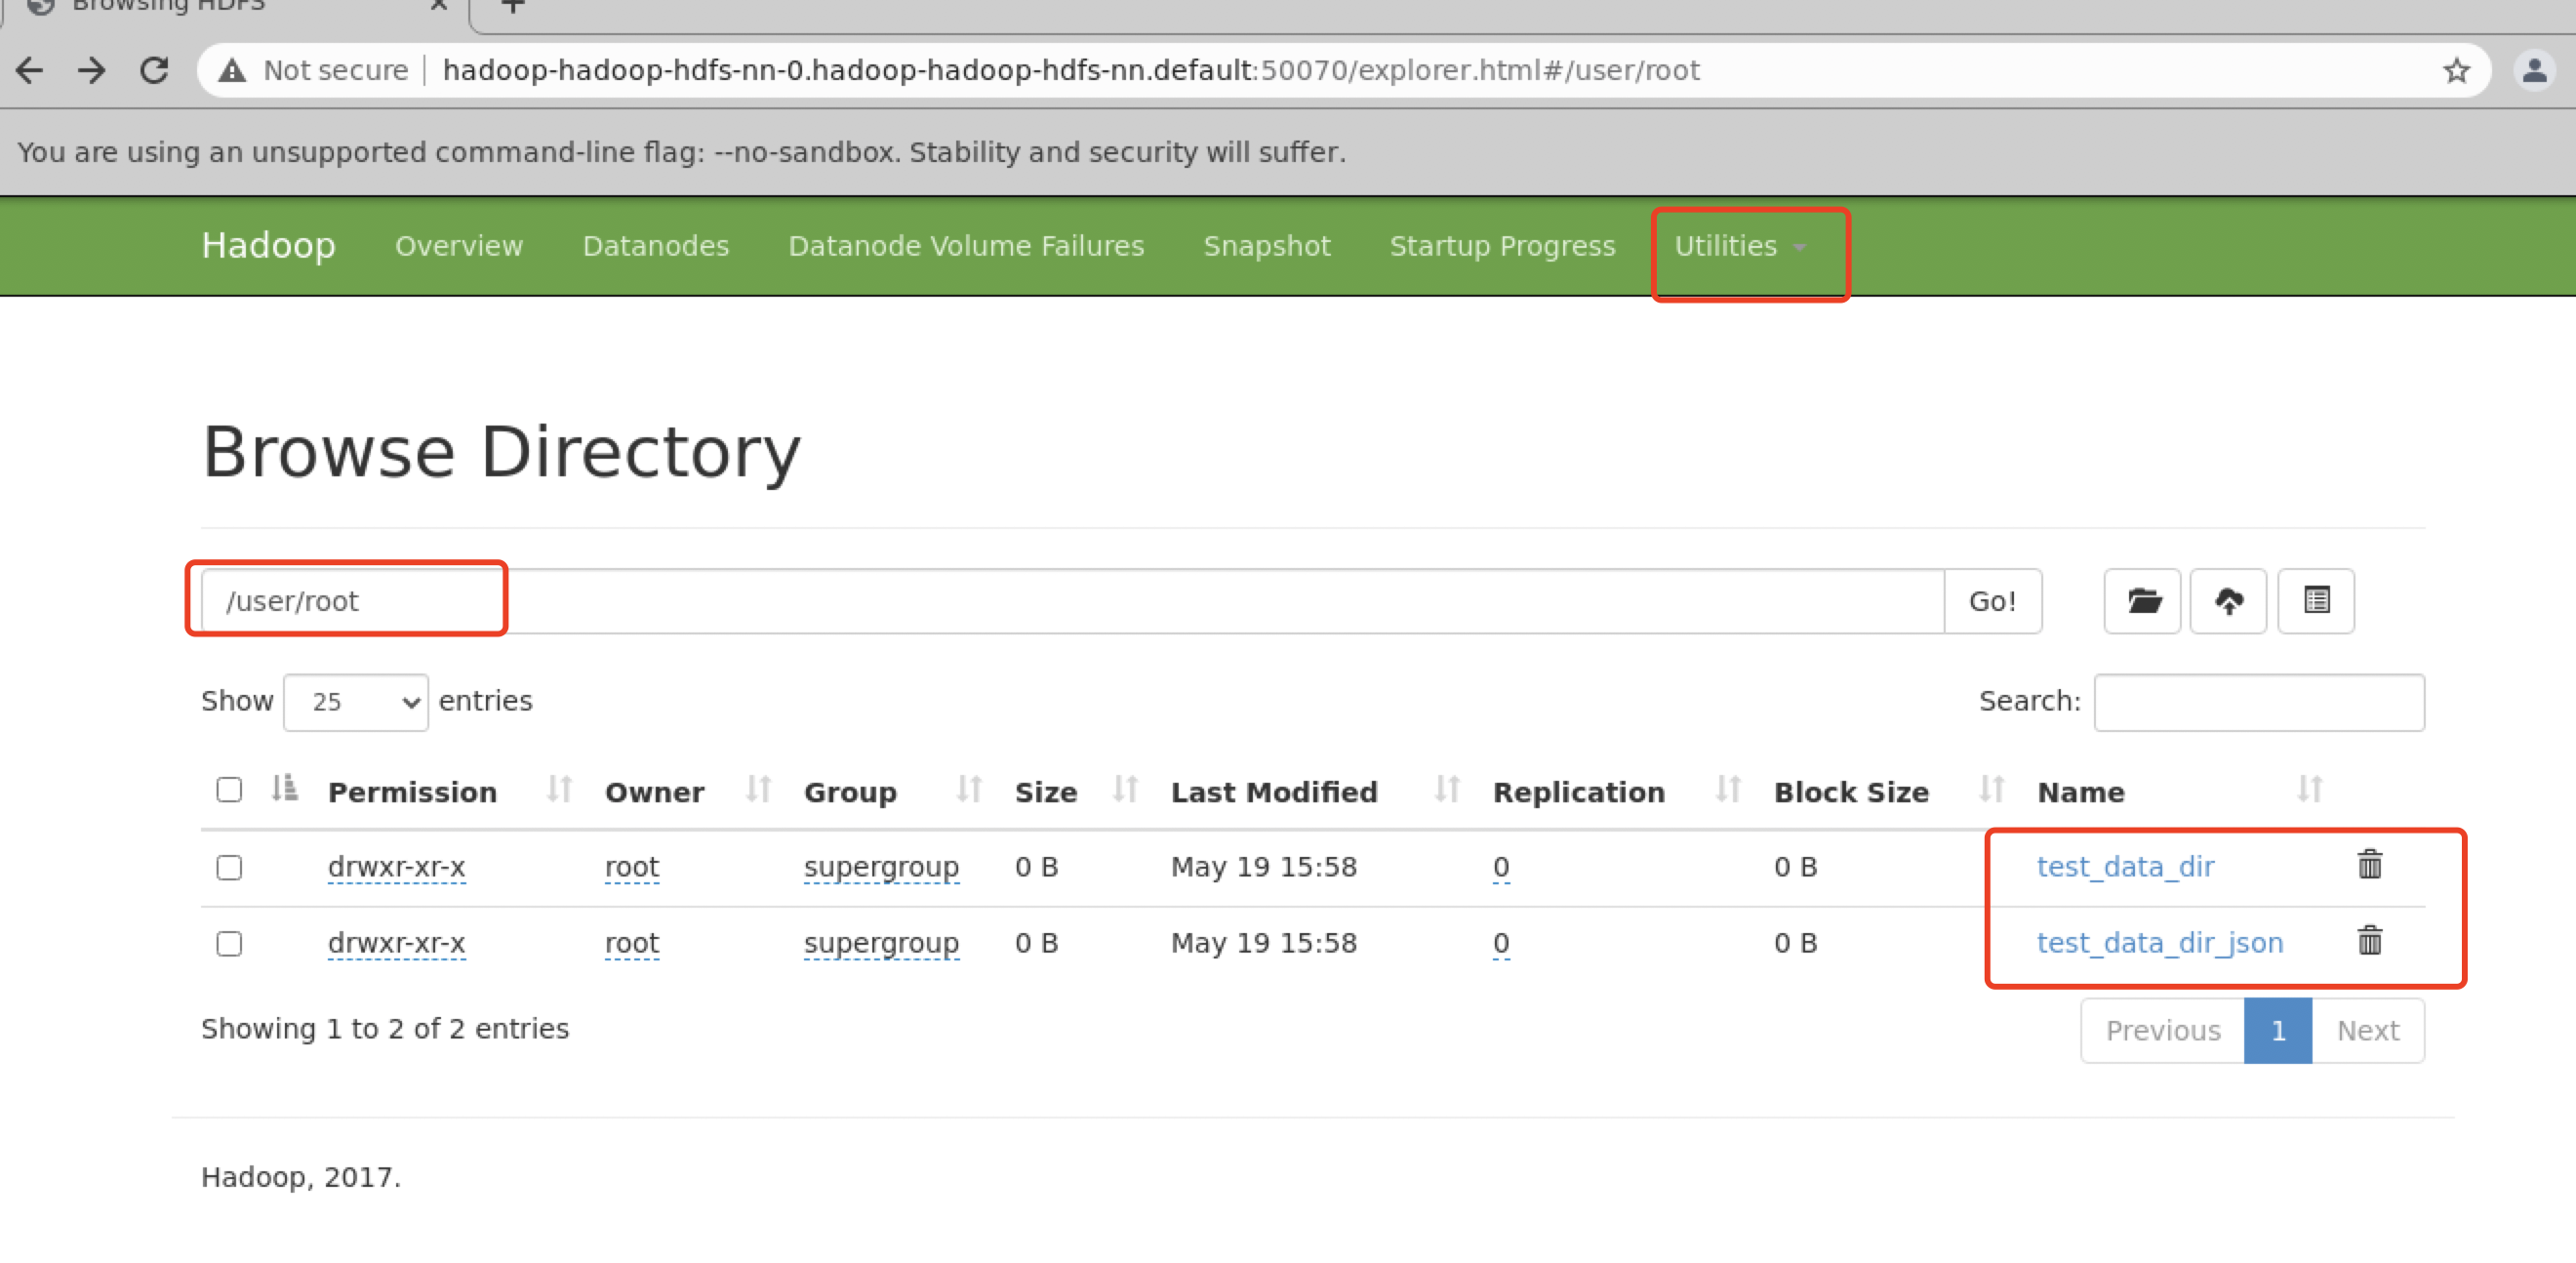 Browsing HDFS
Not secure hadoop-hadoop-hdfs-nn-0.hadoop-hadoop-hdfs-nn.default:50070/explorer.html#/user/root
You are using an unsupported command-line flag: --no-sandbox. Stability and security will suffer.
Hadoop Overview Datanodes Datanode Volume Failures Snapshot Startup Progress Utilities
Browse Directory
/user/root Go!
Show 25 entries Search:
Permission Owner Group Size Last Modified Replication Block Size Name
drwxr-xr-x root supergroup 0 B May 19 15:58 0 0 B test_data_dir
drwxr-xr-x root supergroup 0 B May 19 15:58 0 0 B test_data_dir_json
Showing 1 to 2 of 2 entries Previous 1 Next
Hadoop, 2017.